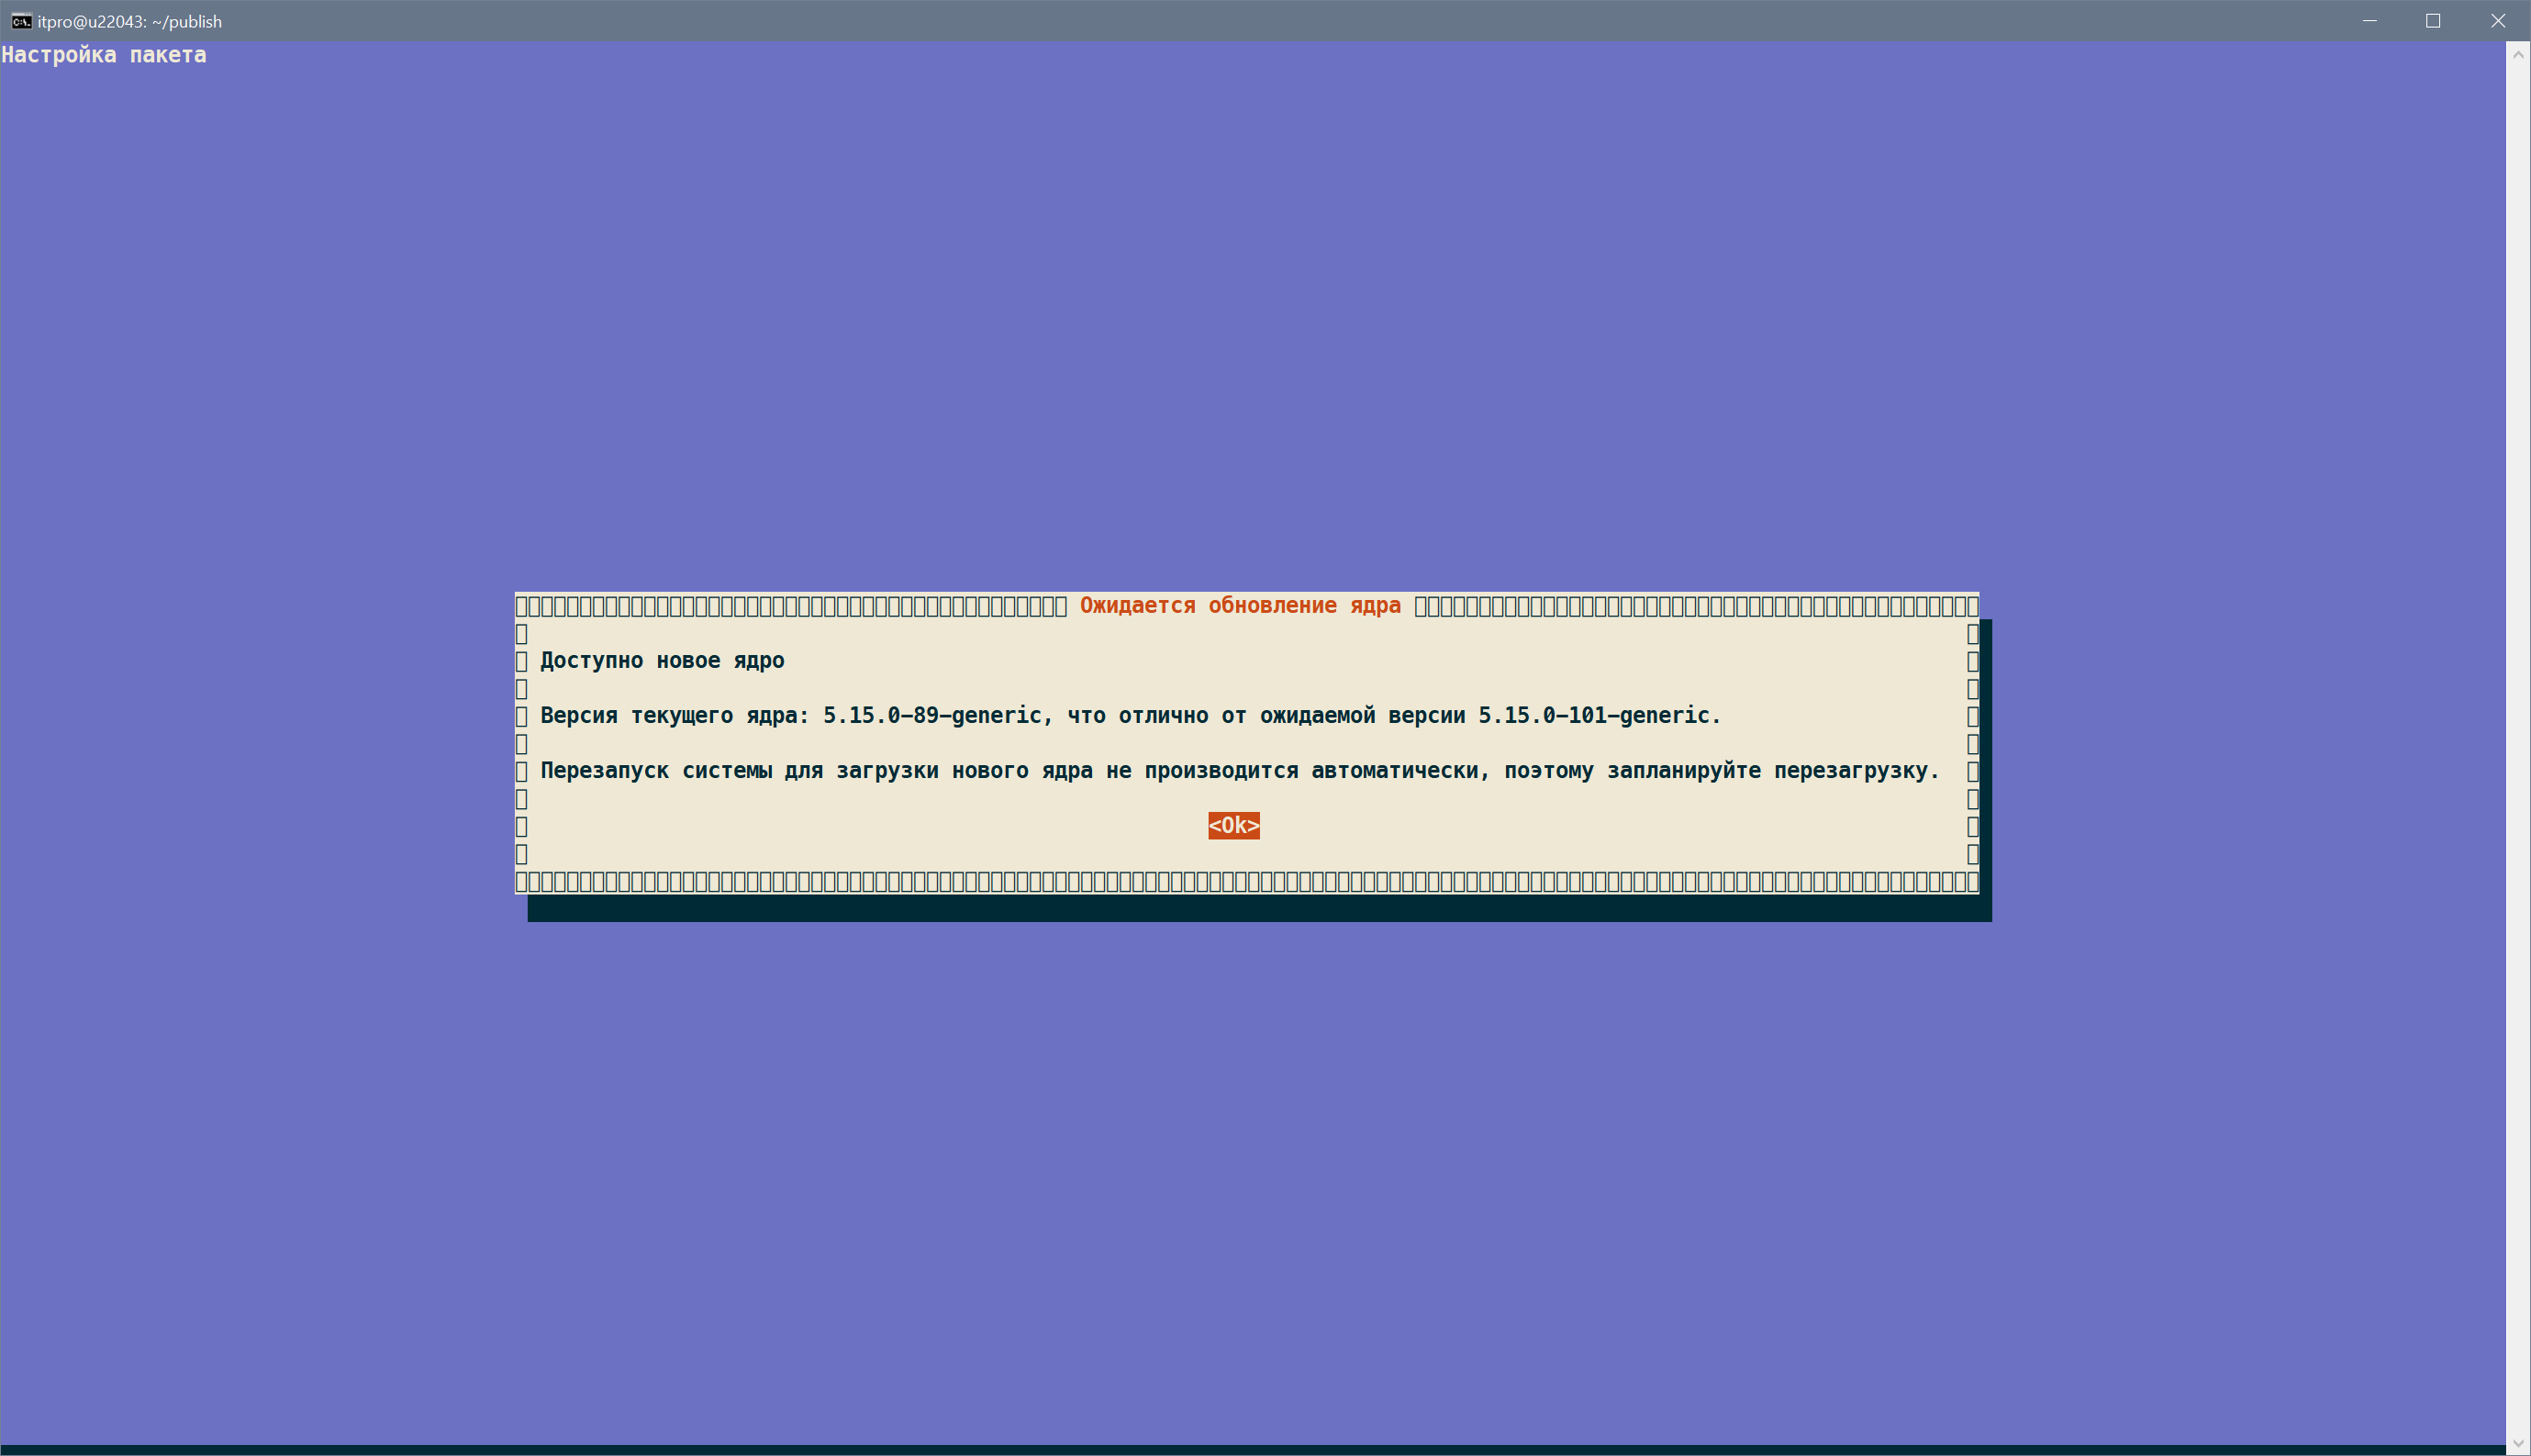 itpro@u22043: ~/publish
Настройка пакета
Ожидается обновление ядра
Доступно новое ядро
Версия текущего ядра: 5.15.0-89-generic, что отлично от ожидаемой версии 5.15.0-101-generic.
Перезапуск системы для загрузки нового ядра не производится автоматически, поэтому запланируйте перезагрузку.
<Ok>